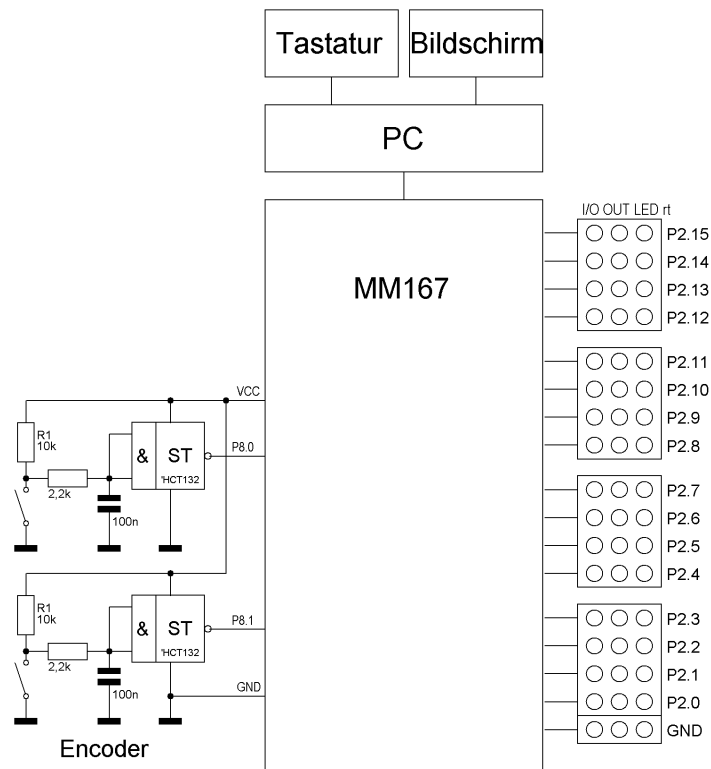 Tastatur
Bildschirm
PC
MM167
I/O OUT LED rt
P2.15
P2.14
P2.13
P2.12
P2.11
P2.10
P2.9
P2.8
P2.7
P2.6
P2.5
P2.4
P2.3
P2.2
P2.1
P2.0
GND
VCC
R1
10k
2,2k
100n
&
ST
'HCT132
P8.0
R1
10k
2,2k
100n
&
ST
'HCT132
P8.1
GND
Encoder